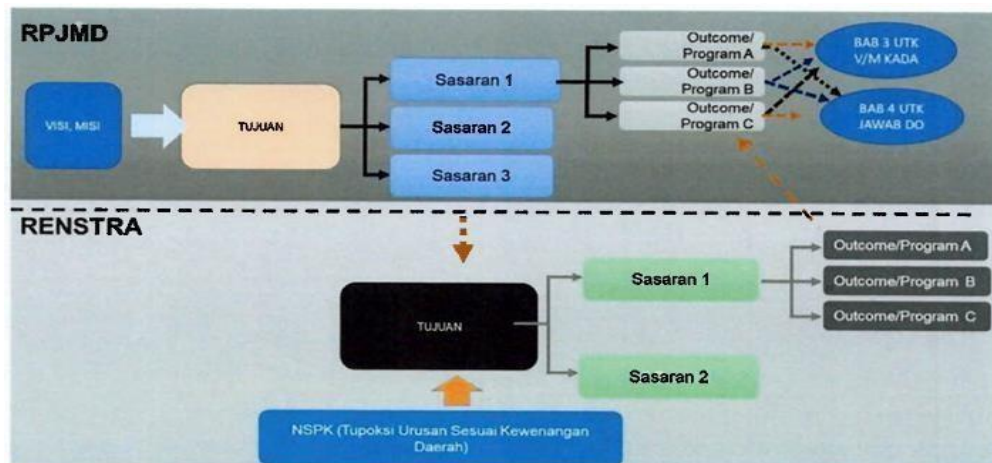 RPJMD
VISI, MISI
TUJUAN
Sasaran 1
Sasaran 2
Sasaran 3
Outcome/
Program A
Outcome/
Program B
Outcome/
Program C
BAB 3 UTK
V/M KADA
BAB 4 UTK
JAWAB DO
RENSTRA
TUJUAN
Sasaran 1
Sasaran 2
Outcome/Program A
Outcome/Program B
Outcome/Program C
NSPK (Tupoksi Urusan Sesuai Kewenangan
Daerah)